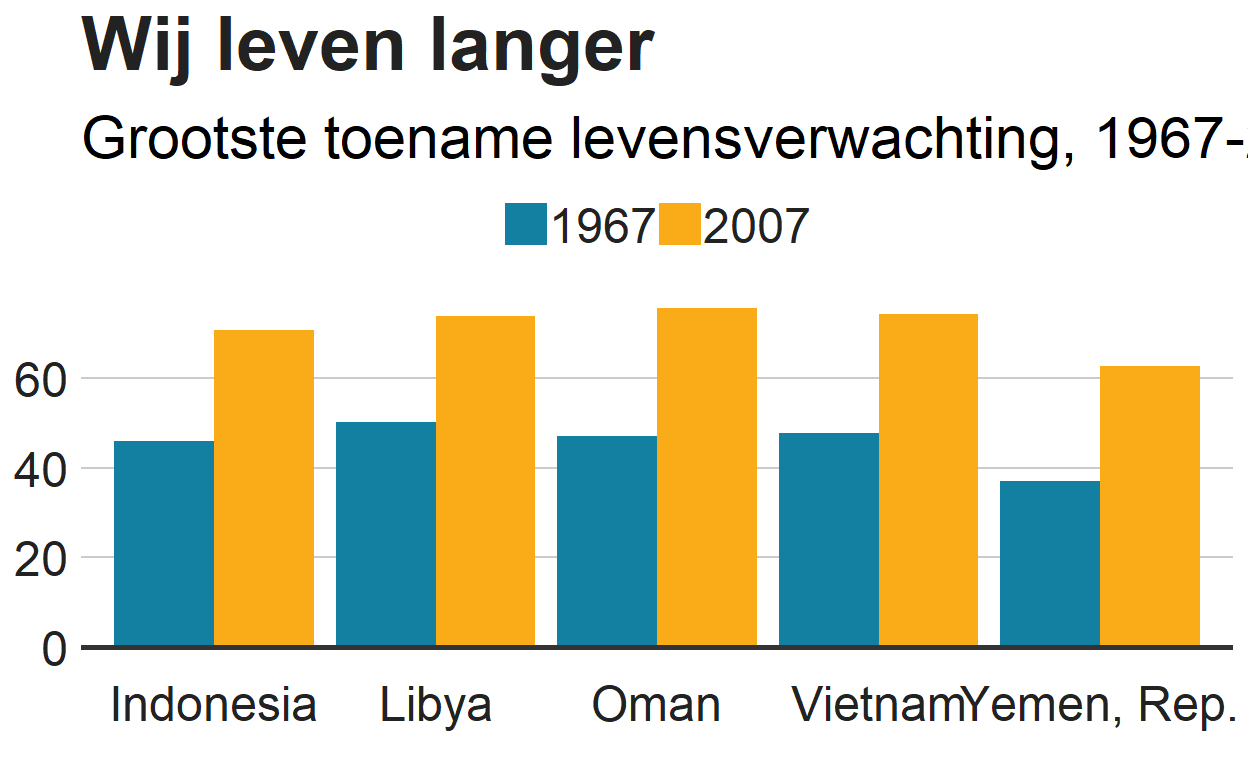 Wij leven langer
Grootste toename levensverwachting, 1967-
1967 2007
60
40
20
0
Indonesia Libya Oman Vietnam Yemen, Rep.